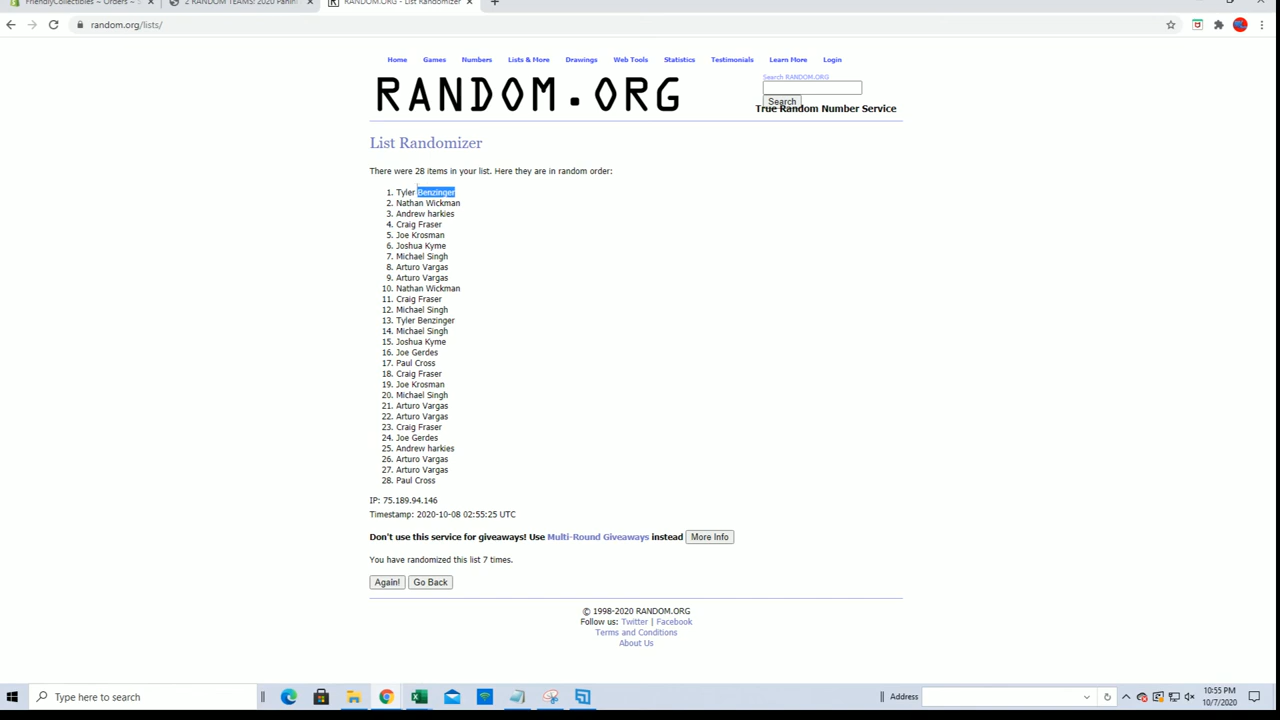 FriendlyCollectibles ~ Orders ~
2 RANDOM TEAMS: 2020 Panini
RANDOM.ORG - List Randomizer
random.org/lists/
Home Games Numbers Lists & More Drawings Web Tools Statistics Testimonials Learn More Login
Search RANDOM.ORG
RANDOM.ORG
Search
True Random Number Service
List Randomizer
There were 28 items in your list. Here they are in random order:
1. Tyler Benzinger
2. Nathan Wickman
3. Andrew harkies
4. Craig Fraser
5. Joe Krosman
6. Joshua Kyme
7. Michael Singh
8. Arturo Vargas
9. Arturo Vargas
10. Nathan Wickman
11. Craig Fraser
12. Michael Singh
13. Tyler Benzinger
14. Michael Singh
15. Joshua Kyme
16. Joe Gerdes
17. Paul Cross
18. Craig Fraser
19. Joe Krosman
20. Michael Singh
21. Arturo Vargas
22. Arturo Vargas
23. Craig Fraser
24. Joe Gerdes
25. Andrew harkies
26. Arturo Vargas
27. Arturo Vargas
28. Paul Cross
IP: 75.189.94.146
Timestamp: 2020-10-08 02:55:25 UTC
Don't use this service for giveaways! Use Multi-Round Giveaways instead More Info
You have randomized this list 7 times.
Again! Go Back
© 1998-2020 RANDOM.ORG
Follow us: Twitter | Facebook
Terms and Conditions
About Us
Type here to search
Address
10:55 PM
10/7/2020